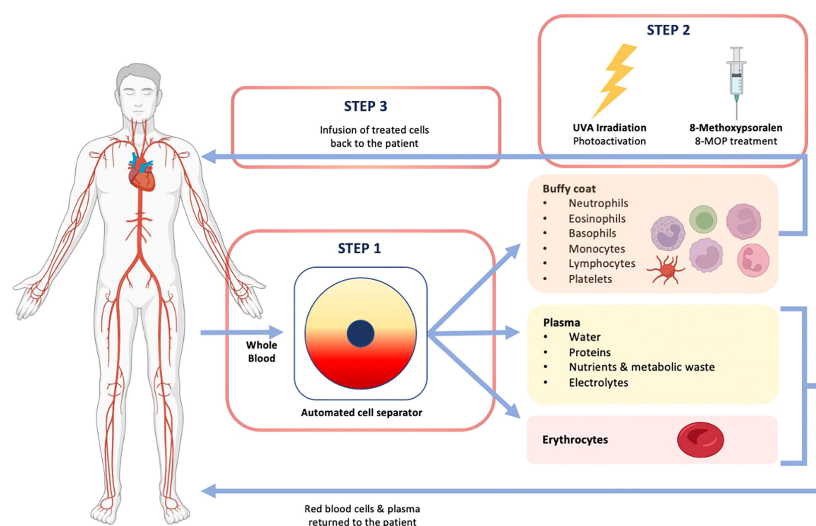 STEP 2
UVA Irradiation
Photoactivation
8-Methoxypsoralen
8-MOP treatment
STEP 3
Infusion of treated cells
back to the patient
Buffy coat
• Neutrophils
• Eosinophils
• Basophils
• Monocytes
• Lymphocytes
• Platelets
STEP 1
Whole
Blood
Automated cell separator
Plasma
• Water
• Proteins
• Nutrients & metabolic waste
• Electrolytes
Erythrocytes
Red blood cells & plasma
returned to the patient